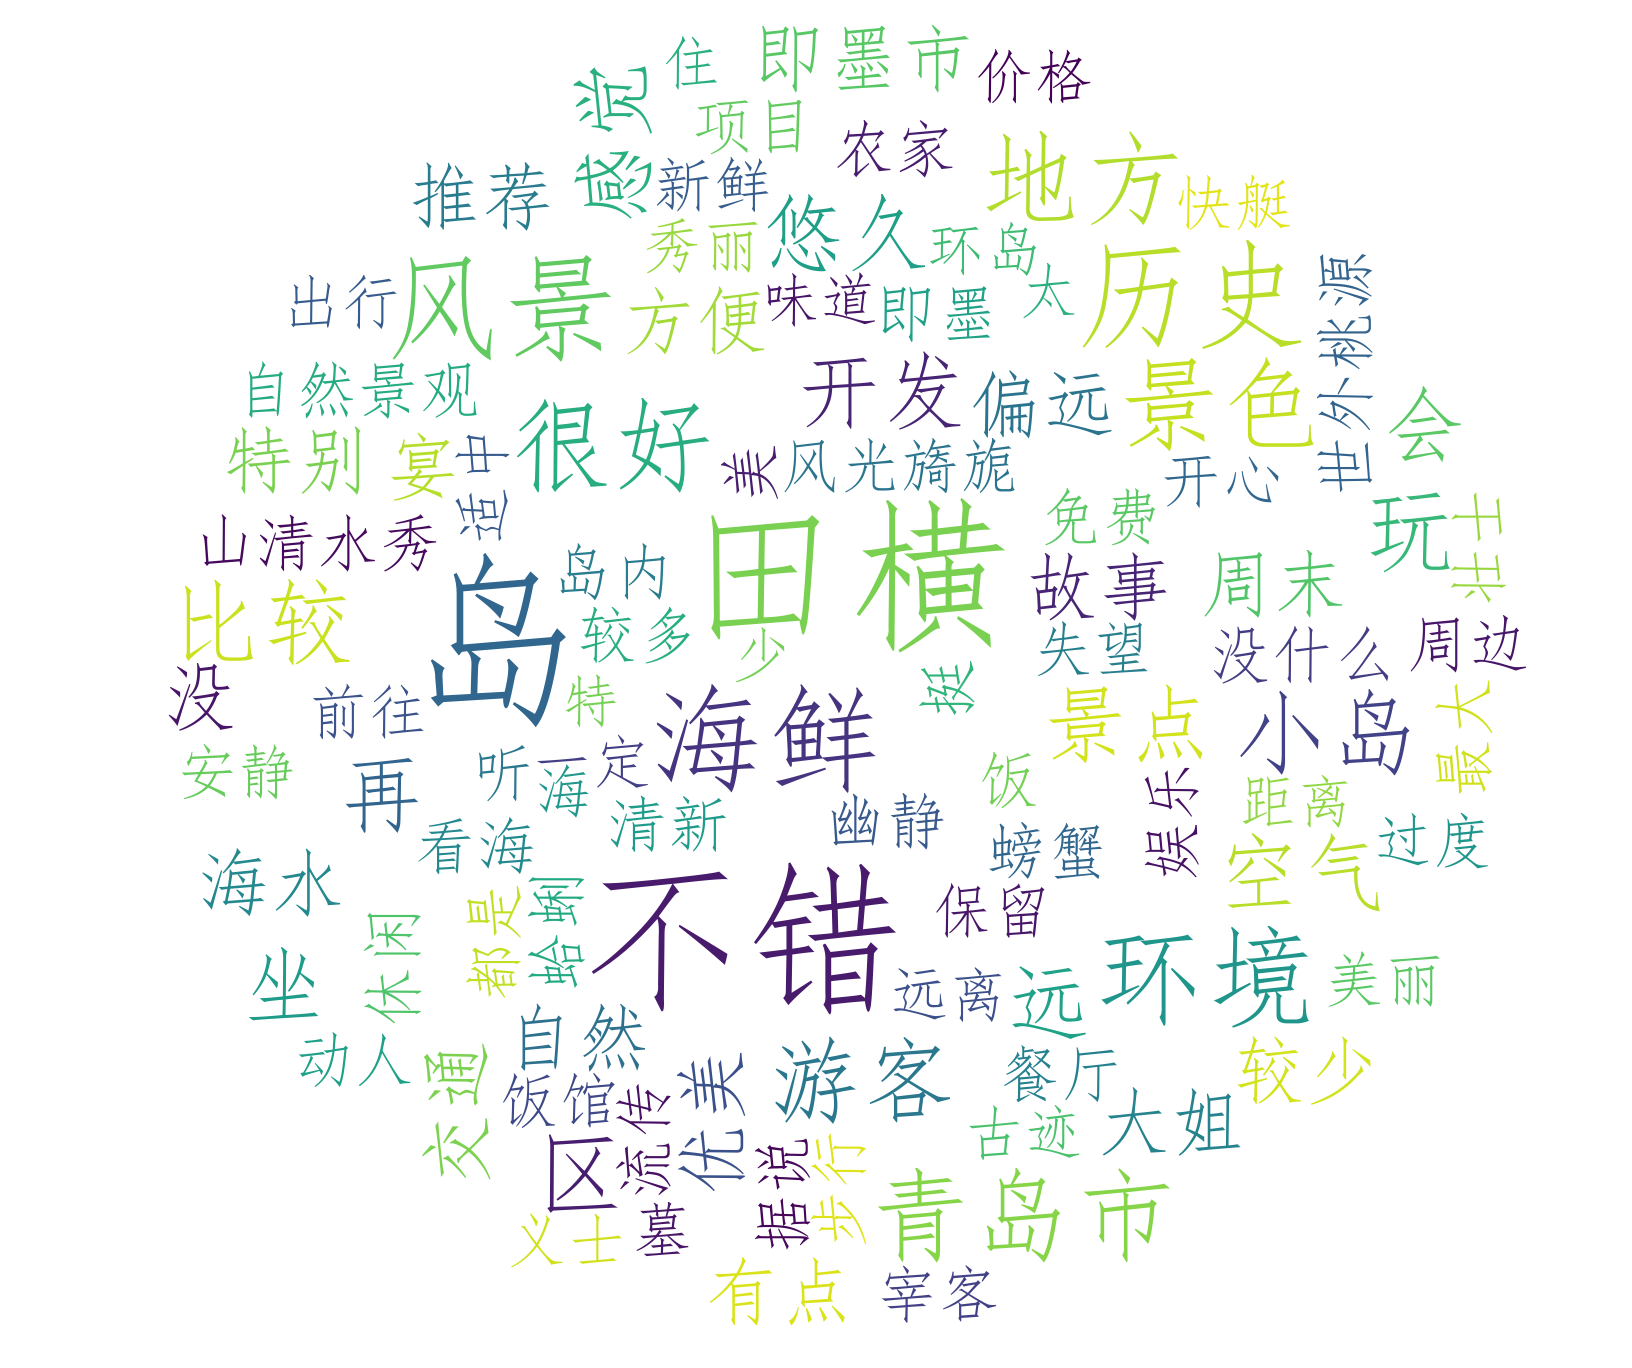 住
即墨市
价格
感觉
项目
农家
地方
推荐
新鲜
悠久
快艇
秀丽
环岛
历史
风景
出行
方便
味道
即墨
太
世外桃源
自然景观
很好
开发
偏远
景色
会
特别
宴
适中
美
风光旖旎
开心
山清水秀
田横
免费
玩
壮士
岛
岛内
故事
周末
比较
较多
少
失望
没什么
周边
没
前往
特
海鲜
挺
景点
小岛
最大
安静
再
听
海
一定
饭
娱乐
距离
看海
清新
幽静
螃蟹
空气
过度
海水
都是
蛤蜊
不错
保留
休闲
坐
远离
远
环境
美丽
动人
交通
自然
游客
餐厅
较少
饭馆
流传
优美
古迹
大姐
区
据说
步行
青岛市
义士
墓
有点
宰客